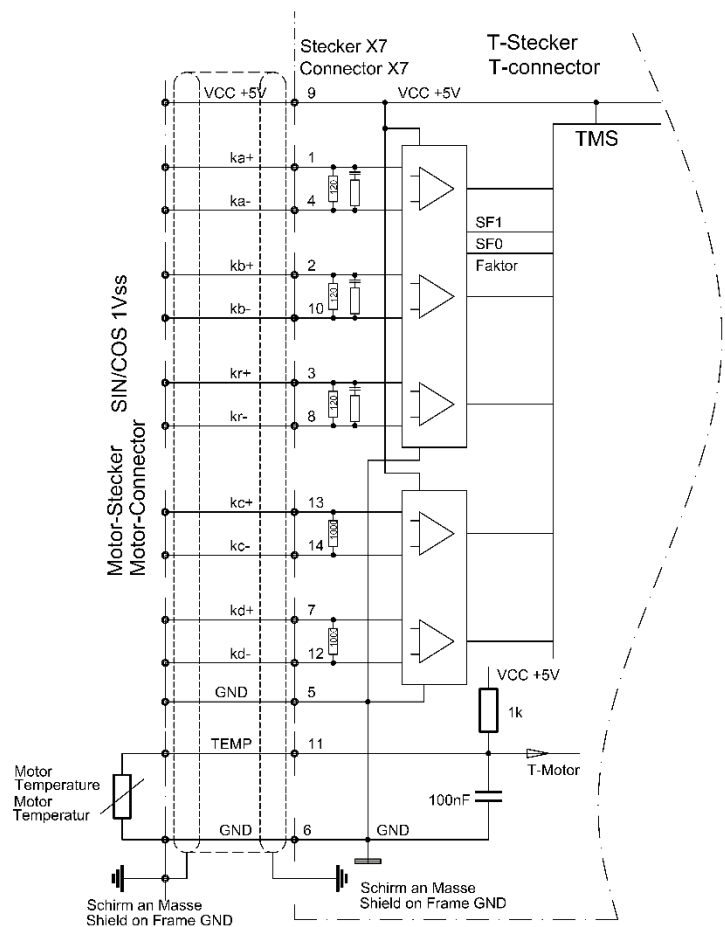 Stecker X7
Connector X7
T-Stecker
T-connector
VCC +5V
9
VCC +5V
TMS
ka+
1
120
ka-
4
SF1
SF0
Faktor
kb+
2
120
kb-
10
kr+
3
120
kr-
8
SIN/COS 1Vss
Motor-Stecker
Motor-Connector
kc+
13
1000
kc-
14
kd+
7
1000
kd-
12
GND
5
VCC +5V
1k
TEMP
11
T-Motor
Motor
Temperature
Motor
Temperatur
100nF
GND
6
GND
Schirm an Masse
Shield on Frame GND
Schirm an Masse
Shield on Frame GND